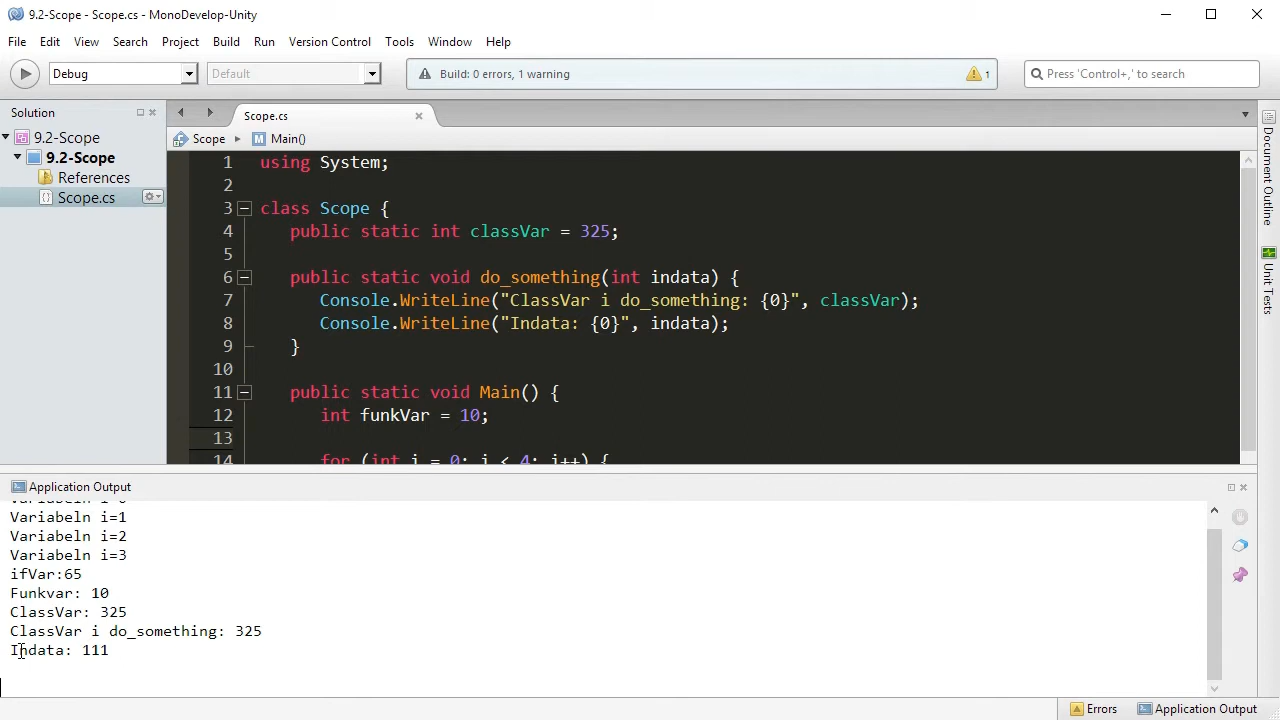 9.2-Scope - Scope.cs - MonoDevelop-Unity
File Edit View Search Project Build Run Version Control Tools Window Help
Debug Default Build: 0 errors, 1 warning 1 Press 'Control+,' to search
Solution
9.2-Scope
9.2-Scope
References
Scope.cs
Scope.cs
Scope Main()
1 using System;
2
3 class Scope {
4 public static int classVar = 325;
5
6 public static void do_something(int indata) {
7 Console.WriteLine("ClassVar i do_something: {0}", classVar);
8 Console.WriteLine("Indata: {0}", indata);
9 }
10
11 public static void Main() {
12 int funkVar = 10;
13
14 for (int i = 0; i < 4; i++) {
Document Outline
Unit Tests
Application Output
Variabeln i=0
Variabeln i=1
Variabeln i=2
Variabeln i=3
ifVar:65
Funkvar: 10
ClassVar: 325
ClassVar i do_something: 325
Indata: 111
Errors Application Output